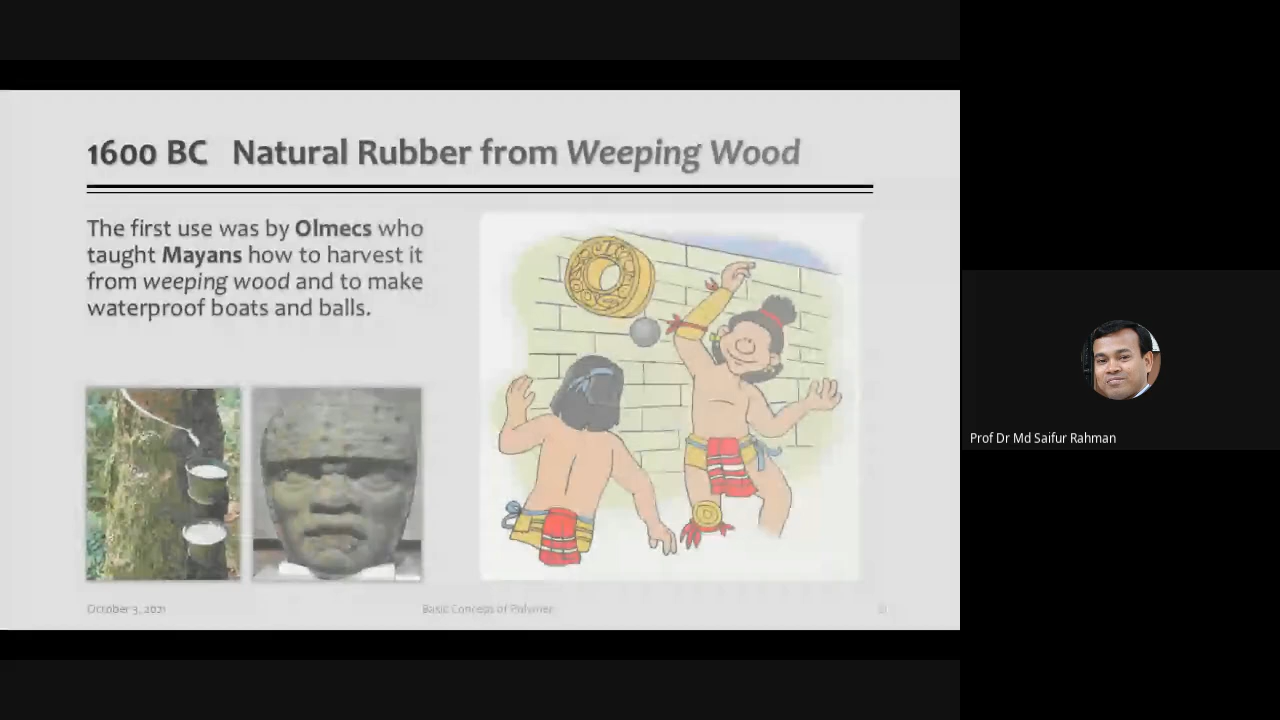 1600 BC Natural Rubber from Weeping Wood
The first use was by Olmecs who
taught Mayans how to harvest it
from weeping wood and to make
waterproof boats and balls.
Prof Dr Md Saifur Rahman
October 3, 2021
Basic Concept of Polymer